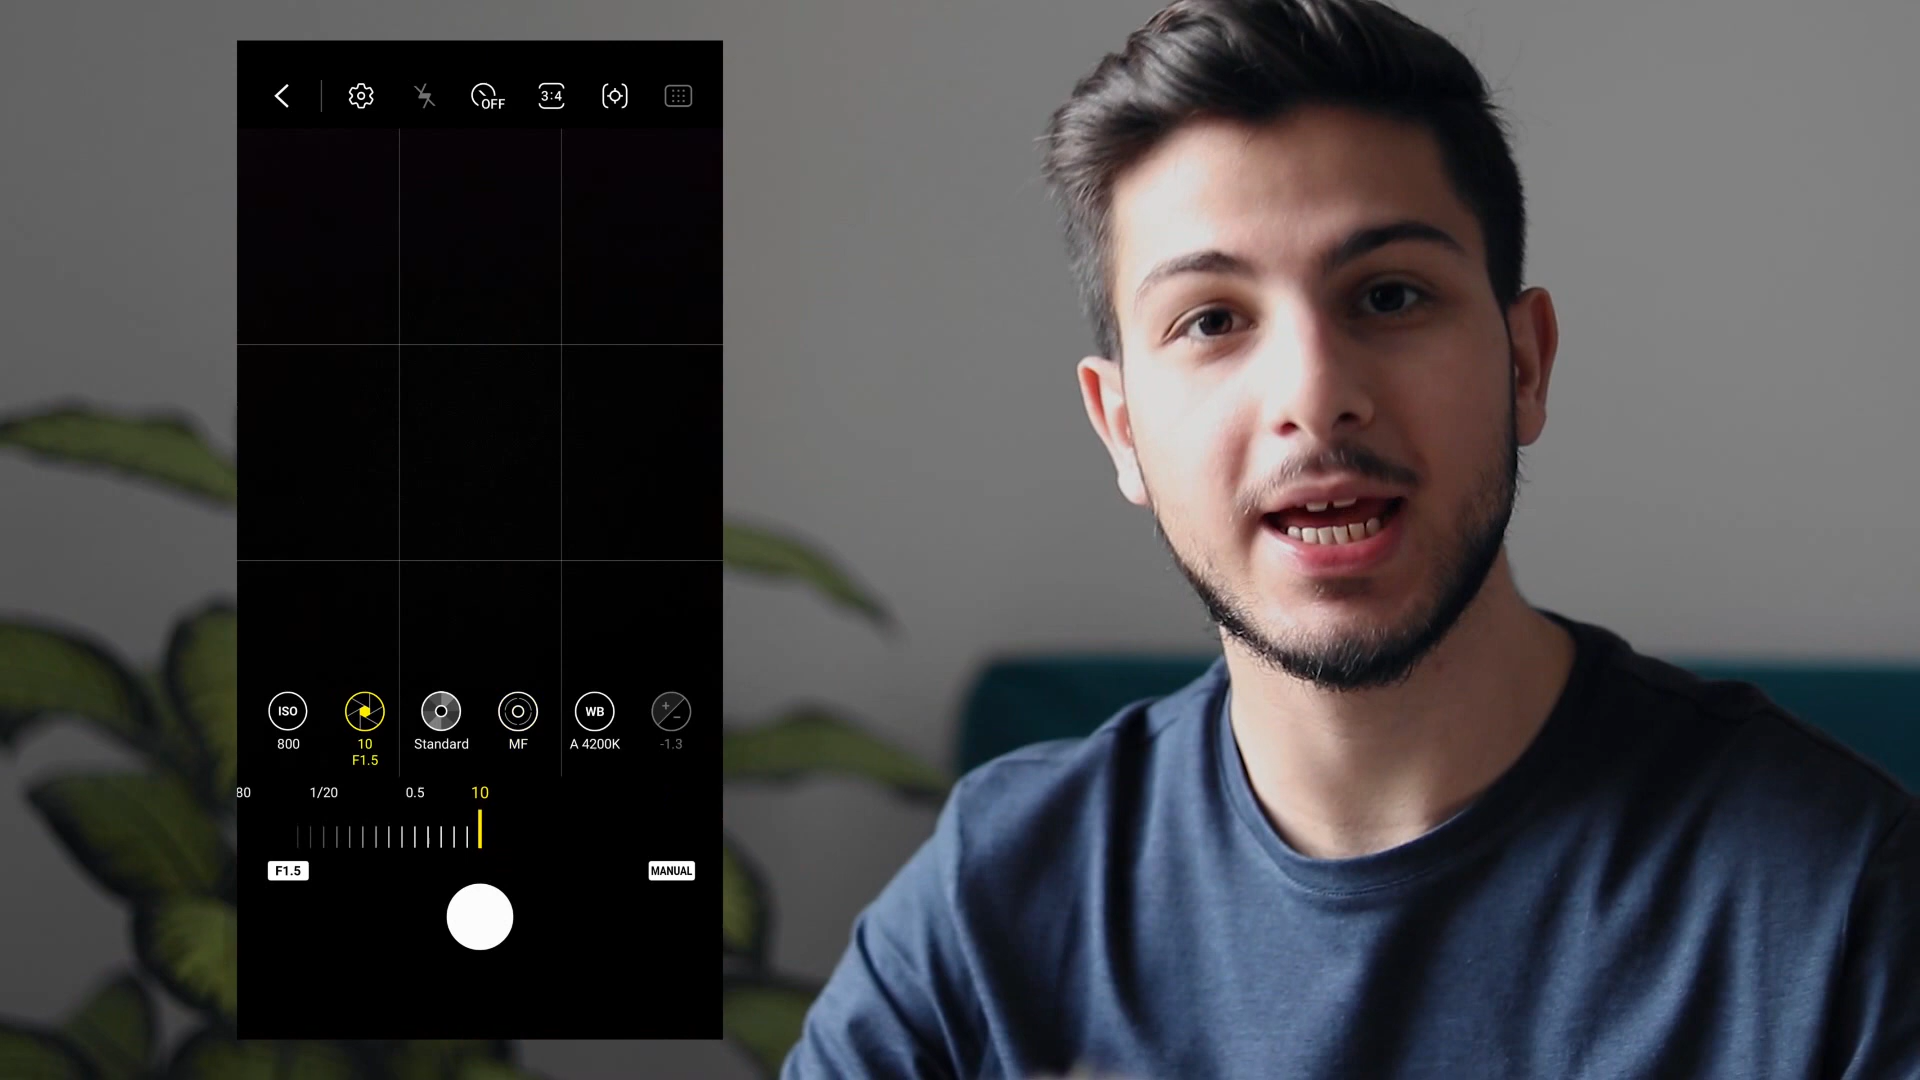 OFF
3:4
ISO
WB
800
10
Standard
MF
A 4200K
-1.3
F1.5
80
1/20
0.5
10
F1.5
MANUAL